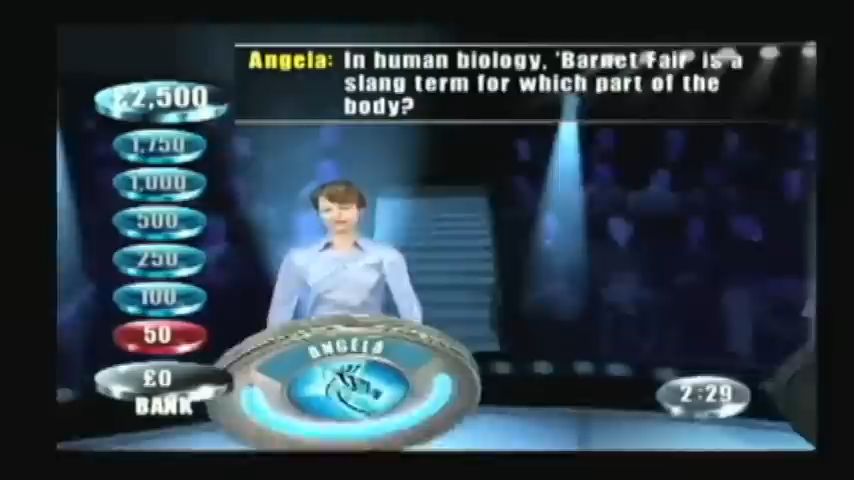 Angela: In human biology, 'Barnet Fair' is a
slang term for which part of the
body?
£2,500
1,750
1,000
500
250
100
50
£0
BANK
ANGELA
2:29